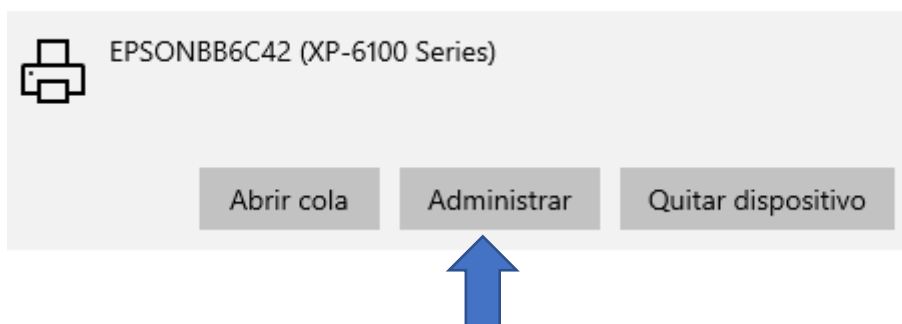 EPSONBB6C42 (XP-6100 Series)
Abrir cola Administrar Quitar dispositivo